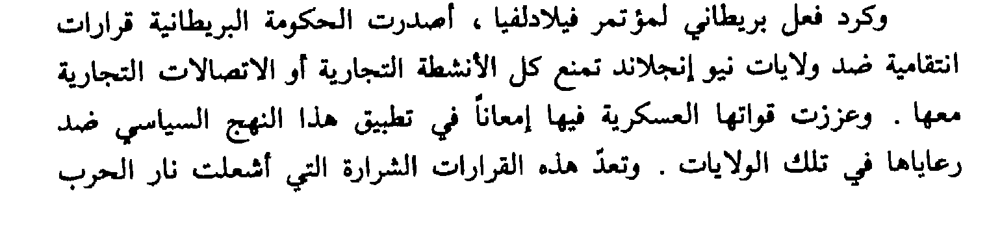 وكرد فعل بريطاني لمؤتمر فيلادلفيا ، أصدرت الحكومة البريطانية قرارات
انتقامية ضد ولايات نيو إنجلاند تمنع كل الأنشطة التجارية أو الاتصالات التجارية
معها . وعززت قواتها العسكرية فيها إمعاناً في تطبيق هذا النهج السياسي ضد
رعاياها في تلك الولايات . وتعدّ هذه القرارات الشرارة التي أشعلت نار الحرب